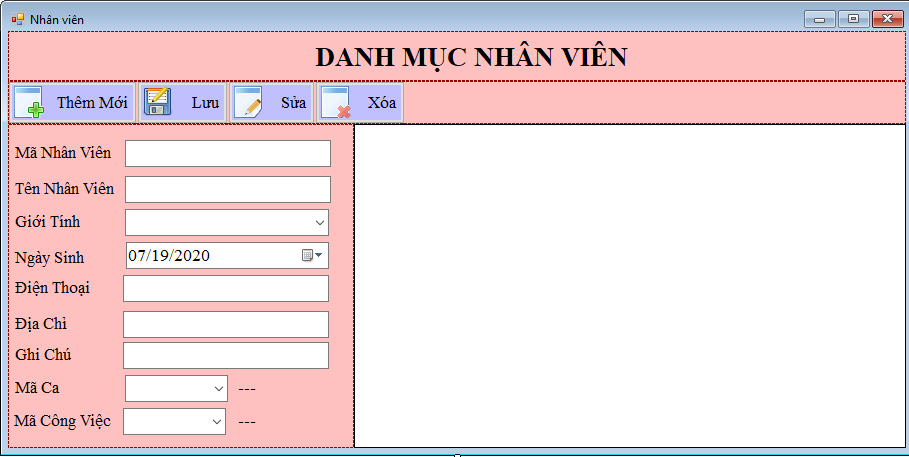 Nhân viên
DANH MỤC NHÂN VIÊN
Thêm Mới Lưu Sửa Xóa
Mã Nhân Viên
Tên Nhân Viên
Giới Tính
Ngày Sinh 07/19/2020
Điện Thoại
Địa Chỉ
Ghi Chú
Mã Ca ---
Mã Công Việc ---